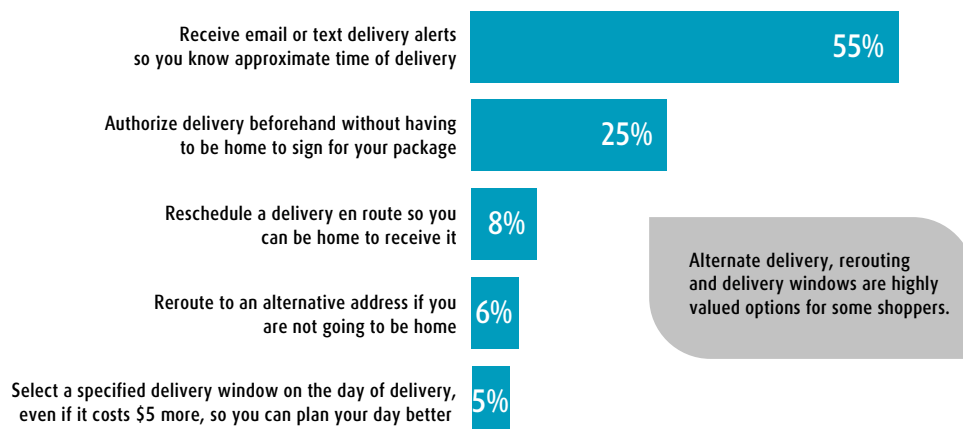 Receive email or text delivery alerts
so you know approximate time of delivery
55%
Authorize delivery beforehand without having
to be home to sign for your package
25%
Reschedule a delivery en route so you
can be home to receive it
8%
Reroute to an alternative address if you
are not going to be home
6%
Select a specified delivery window on the day of delivery,
even if it costs $5 more, so you can plan your day better
5%
Alternate delivery, rerouting
and delivery windows are highly
valued options for some shoppers.